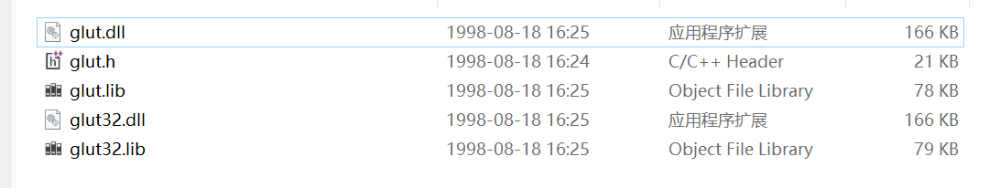 glut.dll 1998-08-18 16:25 应用程序扩展 166 KB
glut.h 1998-08-18 16:24 C/C++ Header 21 KB
glut.lib 1998-08-18 16:25 Object File Library 78 KB
glut32.dll 1998-08-18 16:25 应用程序扩展 166 KB
glut32.lib 1998-08-18 16:25 Object File Library 79 KB